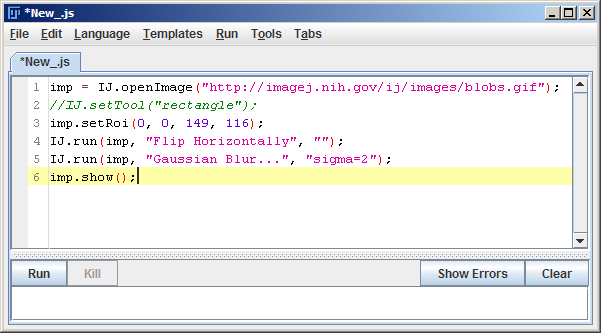 *New_.js
File Edit Language Templates Run Tools Tabs
*New_.js
1 imp = IJ.openImage("http://imagej.nih.gov/ij/images/blobs.gif");
2 //IJ.setTool("rectangle");
3 imp.setRoi(0, 0, 149, 116);
4 IJ.run(imp, "Flip Horizontally", "");
5 IJ.run(imp, "Gaussian Blur...", "sigma=2");
6 imp.show();
Run Kill Show Errors Clear